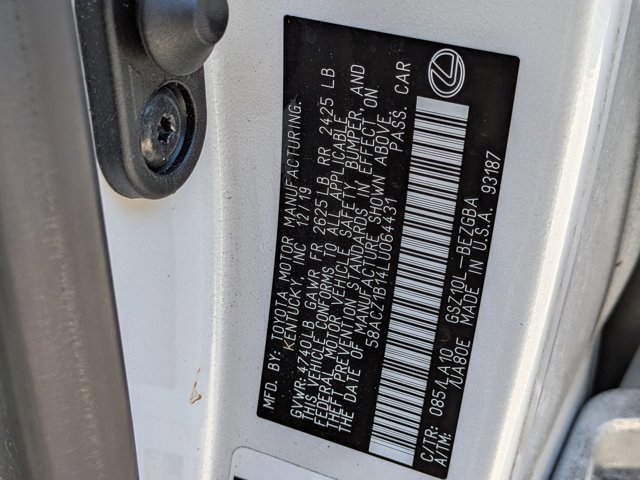 MFD. BY: TOYOTA MOTOR MANUFACTURING.
KENTUCKY, INC 12/19
GVWR: 4740LB GAWR FR 2625LB RR 2425 LB
THIS VEHICLE CONFORMS TO ALL APPLICABLE
FEDERAL MOTOR VEHICLE SAFETY, BUMPER, AND
THEFT PREVENTION STANDARDS IN EFFECT ON
THE DATE OF MANUFACTURE SHOWN ABOVE.
58ACZ1B14LU064431 PASS. CAR
C/TR: 085 LA10 GSZ10L-BEZGBA
A/TM: /UA80E MADE IN U.S.A. 93187